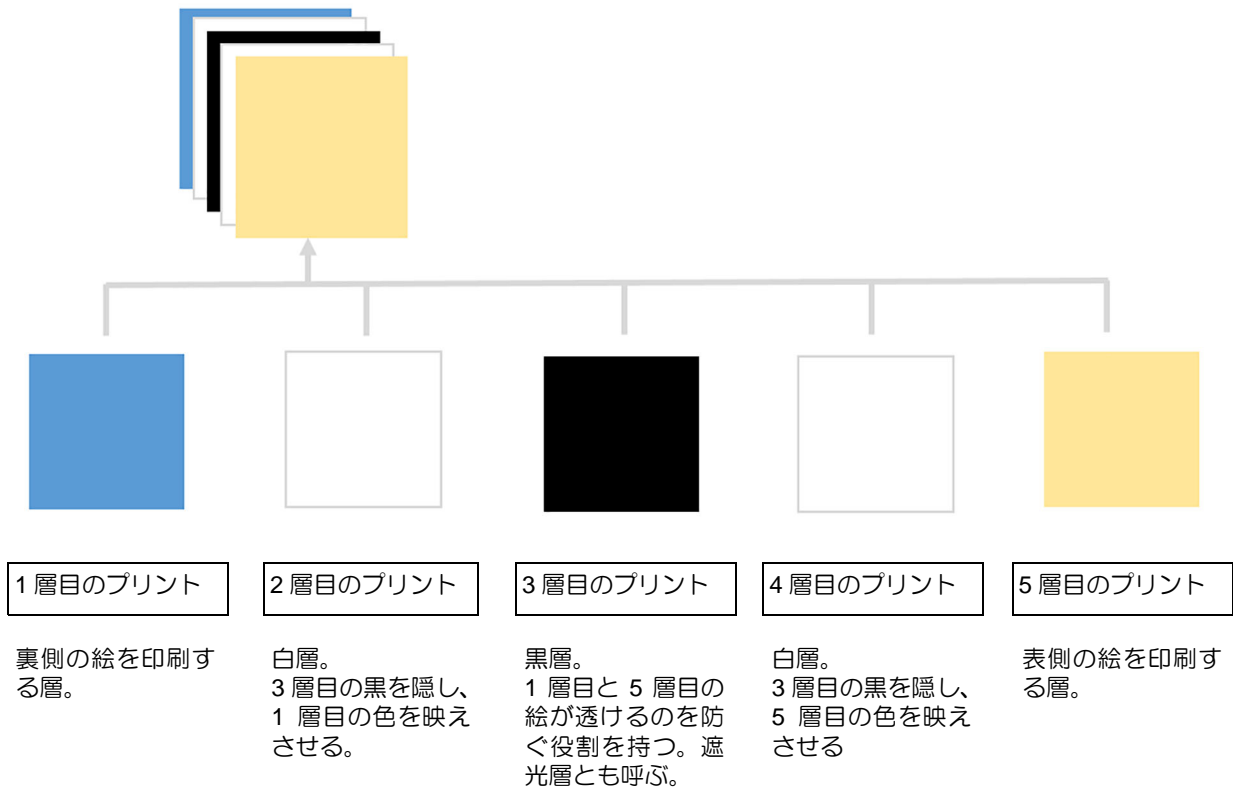 1 層目のプリント
2 層目のプリント
3 層目のプリント
4 層目のプリント
5 層目のプリント
裏側の絵を印刷す
る層。
白層。
3 層目の黒を隠し、
1 層目の色を映え
させる。
黒層。
1 層目と 5 層目の
絵が透けるのを防
ぐ役割を持つ。遮
光層とも呼ぶ。
白層。
3 層目の黒を隠し、
5 層目の色を映え
させる
表側の絵を印刷す
る層。